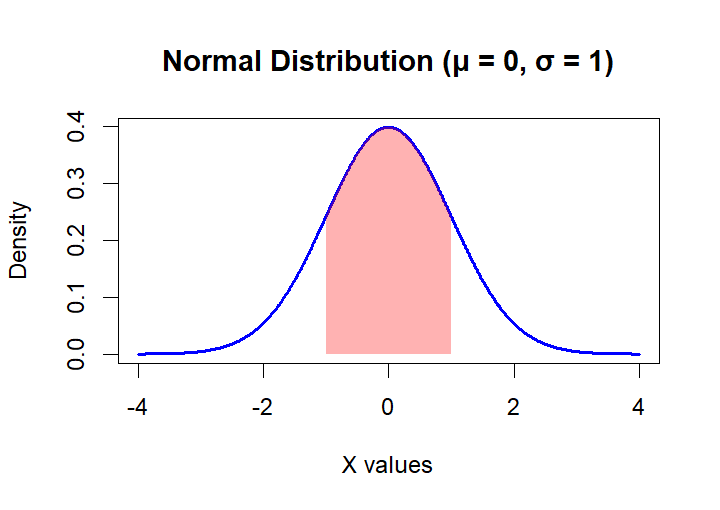 Normal Distribution (μ = 0, σ = 1)
Density
0.4
0.3
0.2
0.1
0.0
-4 -2 0 2 4
X values